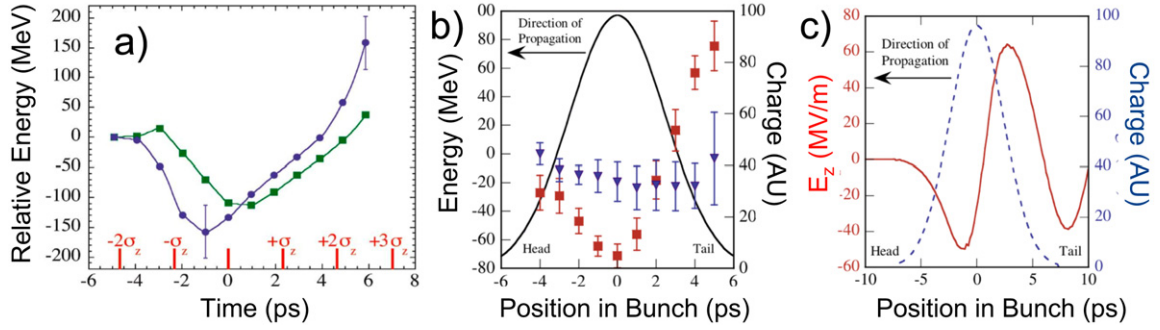 a)
Relative Energy (MeV)
200
150
100
50
0
-50
-100
-150
-200
-2σz
-σz
+σz
+2σz
+3σz
-6 -4 -2 0 2 4 6 8
Time (ps)
b)
Energy (MeV)
00
80
60
40
20
0
-20
-40
-60
-80
Direction of
Propagation
Head
Tail
100
80
60
40
20
0
Charge (AU)
-6 -4 -2 0 2 4 6
Position in Bunch (ps)
c)
Ez (MV/m)
80
60
40
20
0
-20
-40
-60
Direction of
Propagation
Head
Tail
100
80
60
40
20
0
Charge (AU)
-10 -5 0 5 10
Position in Bunch (ps)